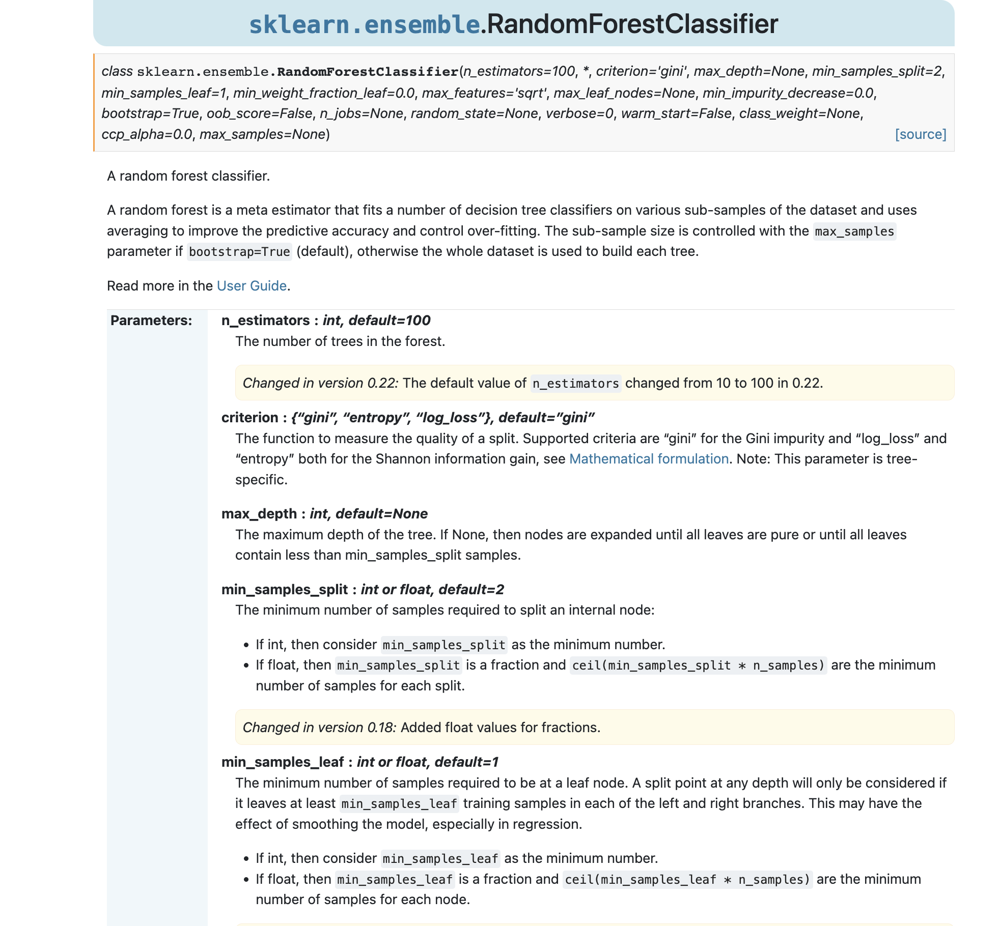 sklearn.ensemble.RandomForestClassifier
class sklearn.ensemble.RandomForestClassifier(n_estimators=100, *, criterion='gini', max_depth=None, min_samples_split=2,
min_samples_leaf=1, min_weight_fraction_leaf=0.0, max_features='sqrt', max_leaf_nodes=None, min_impurity_decrease=0.0,
bootstrap=True, oob_score=False, n_jobs=None, random_state=None, verbose=0, warm_start=False, class_weight=None,
ccp_alpha=0.0, max_samples=None) [source]
A random forest classifier.
A random forest is a meta estimator that fits a number of decision tree classifiers on various sub-samples of the dataset and uses
averaging to improve the predictive accuracy and control over-fitting. The sub-sample size is controlled with the max_samples
parameter if bootstrap=True (default), otherwise the whole dataset is used to build each tree.
Read more in the User Guide.
Parameters: n_estimators : int, default=100
The number of trees in the forest.
Changed in version 0.22: The default value of n_estimators changed from 10 to 100 in 0.22.
criterion : {“gini”, “entropy”, “log_loss”}, default=”gini”
The function to measure the quality of a split. Supported criteria are “gini” for the Gini impurity and “log_loss” and
“entropy” both for the Shannon information gain, see Mathematical formulation. Note: This parameter is tree-
specific.
max_depth : int, default=None
The maximum depth of the tree. If None, then nodes are expanded until all leaves are pure or until all leaves
contain less than min_samples_split samples.
min_samples_split : int or float, default=2
The minimum number of samples required to split an internal node:
• If int, then consider min_samples_split as the minimum number.
• If float, then min_samples_split is a fraction and ceil(min_samples_split * n_samples) are the minimum
number of samples for each split.
Changed in version 0.18: Added float values for fractions.
min_samples_leaf : int or float, default=1
The minimum number of samples required to be at a leaf node. A split point at any depth will only be considered if
it leaves at least min_samples_leaf training samples in each of the left and right branches. This may have the
effect of smoothing the model, especially in regression.
• If int, then consider min_samples_leaf as the minimum number.
• If float, then min_samples_leaf is a fraction and ceil(min_samples_leaf * n_samples) are the minimum
number of samples for each node.